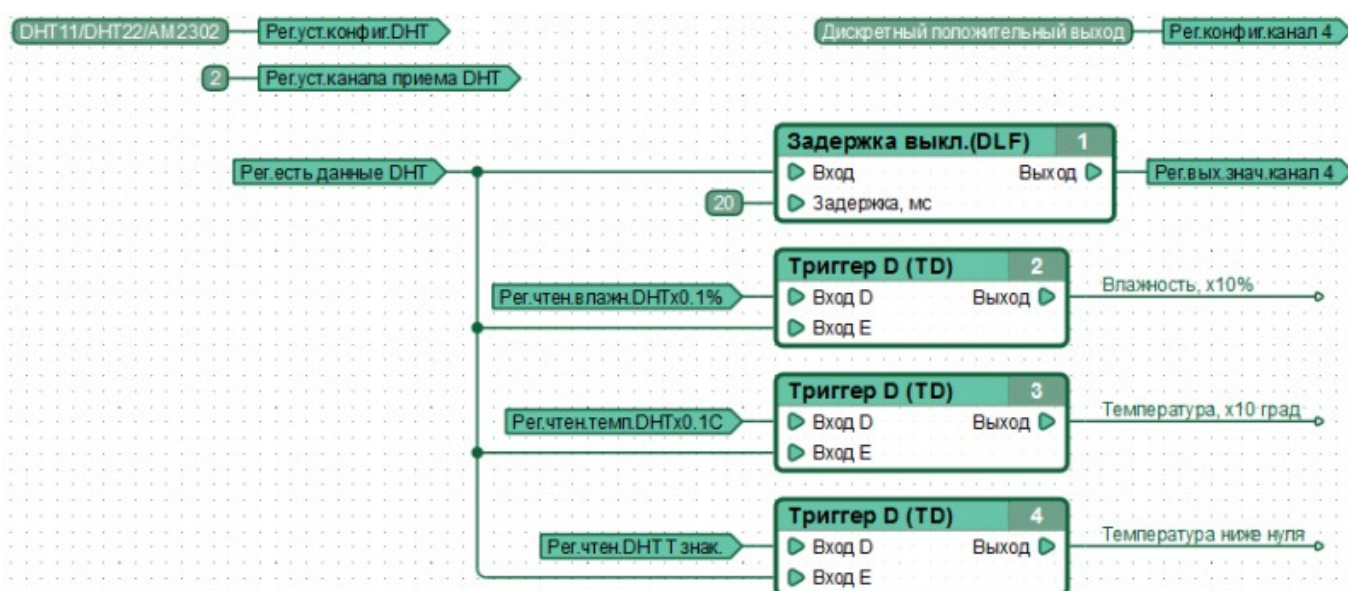 DHT11/DHT22/AM2302 Рег.уст.конфиг.DHT Дискретный положительный выход Рег.конфиг.канал 4
2 Рег.уст.канала приема DHT
Задержка выкл.(DLF) 1
Рег.есть данные DHT Вход Выход Рег.вых.знач.канал 4
20 Задержка, мс
Триггер D (TD) 2
Рег.чтен.влажн.DHTx0.1% Вход D Выход Влажность, x10%
Вход E
Триггер D (TD) 3
Рег.чтен.темп.DHTx0.1C Вход D Выход Температура, x10 град
Вход E
Триггер D (TD) 4
Рег.чтен.DHT T знак. Вход D Выход Температура ниже нуля
Вход E